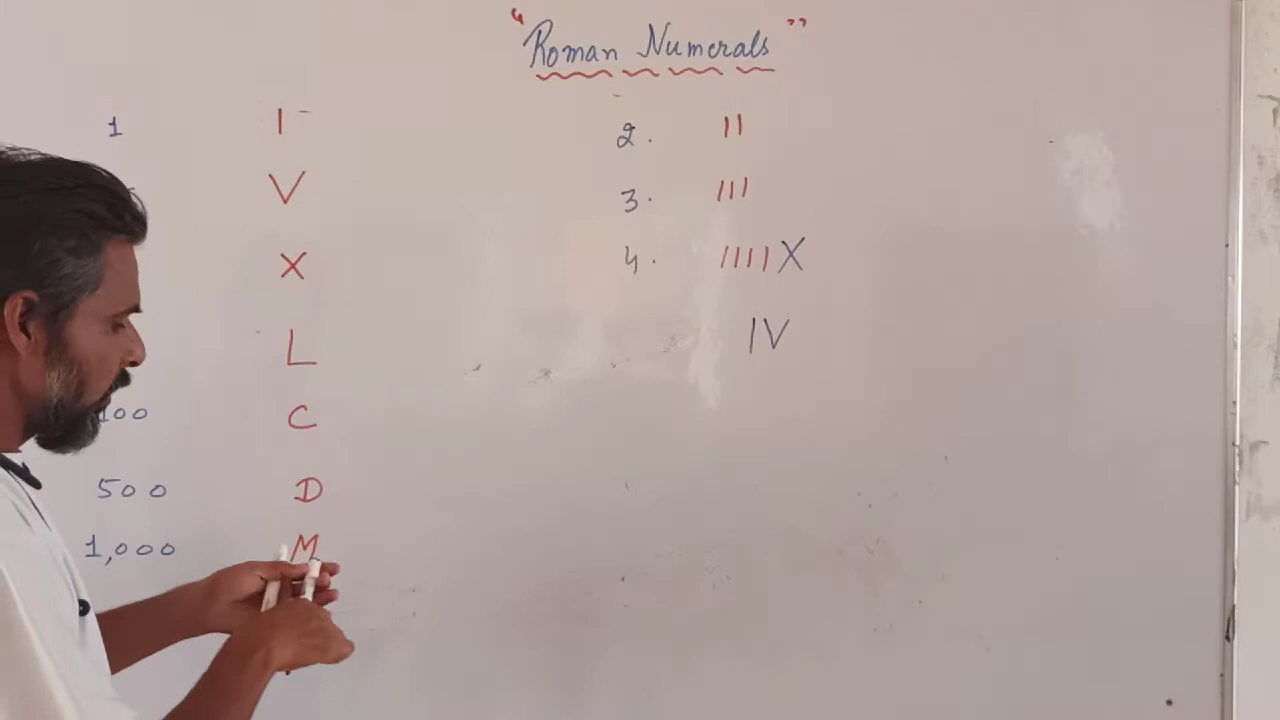 "Roman Numerals"
1 I
V
X
L
100 C
500 D
1,000 M
2. II
3. III
4. IIII X
IV